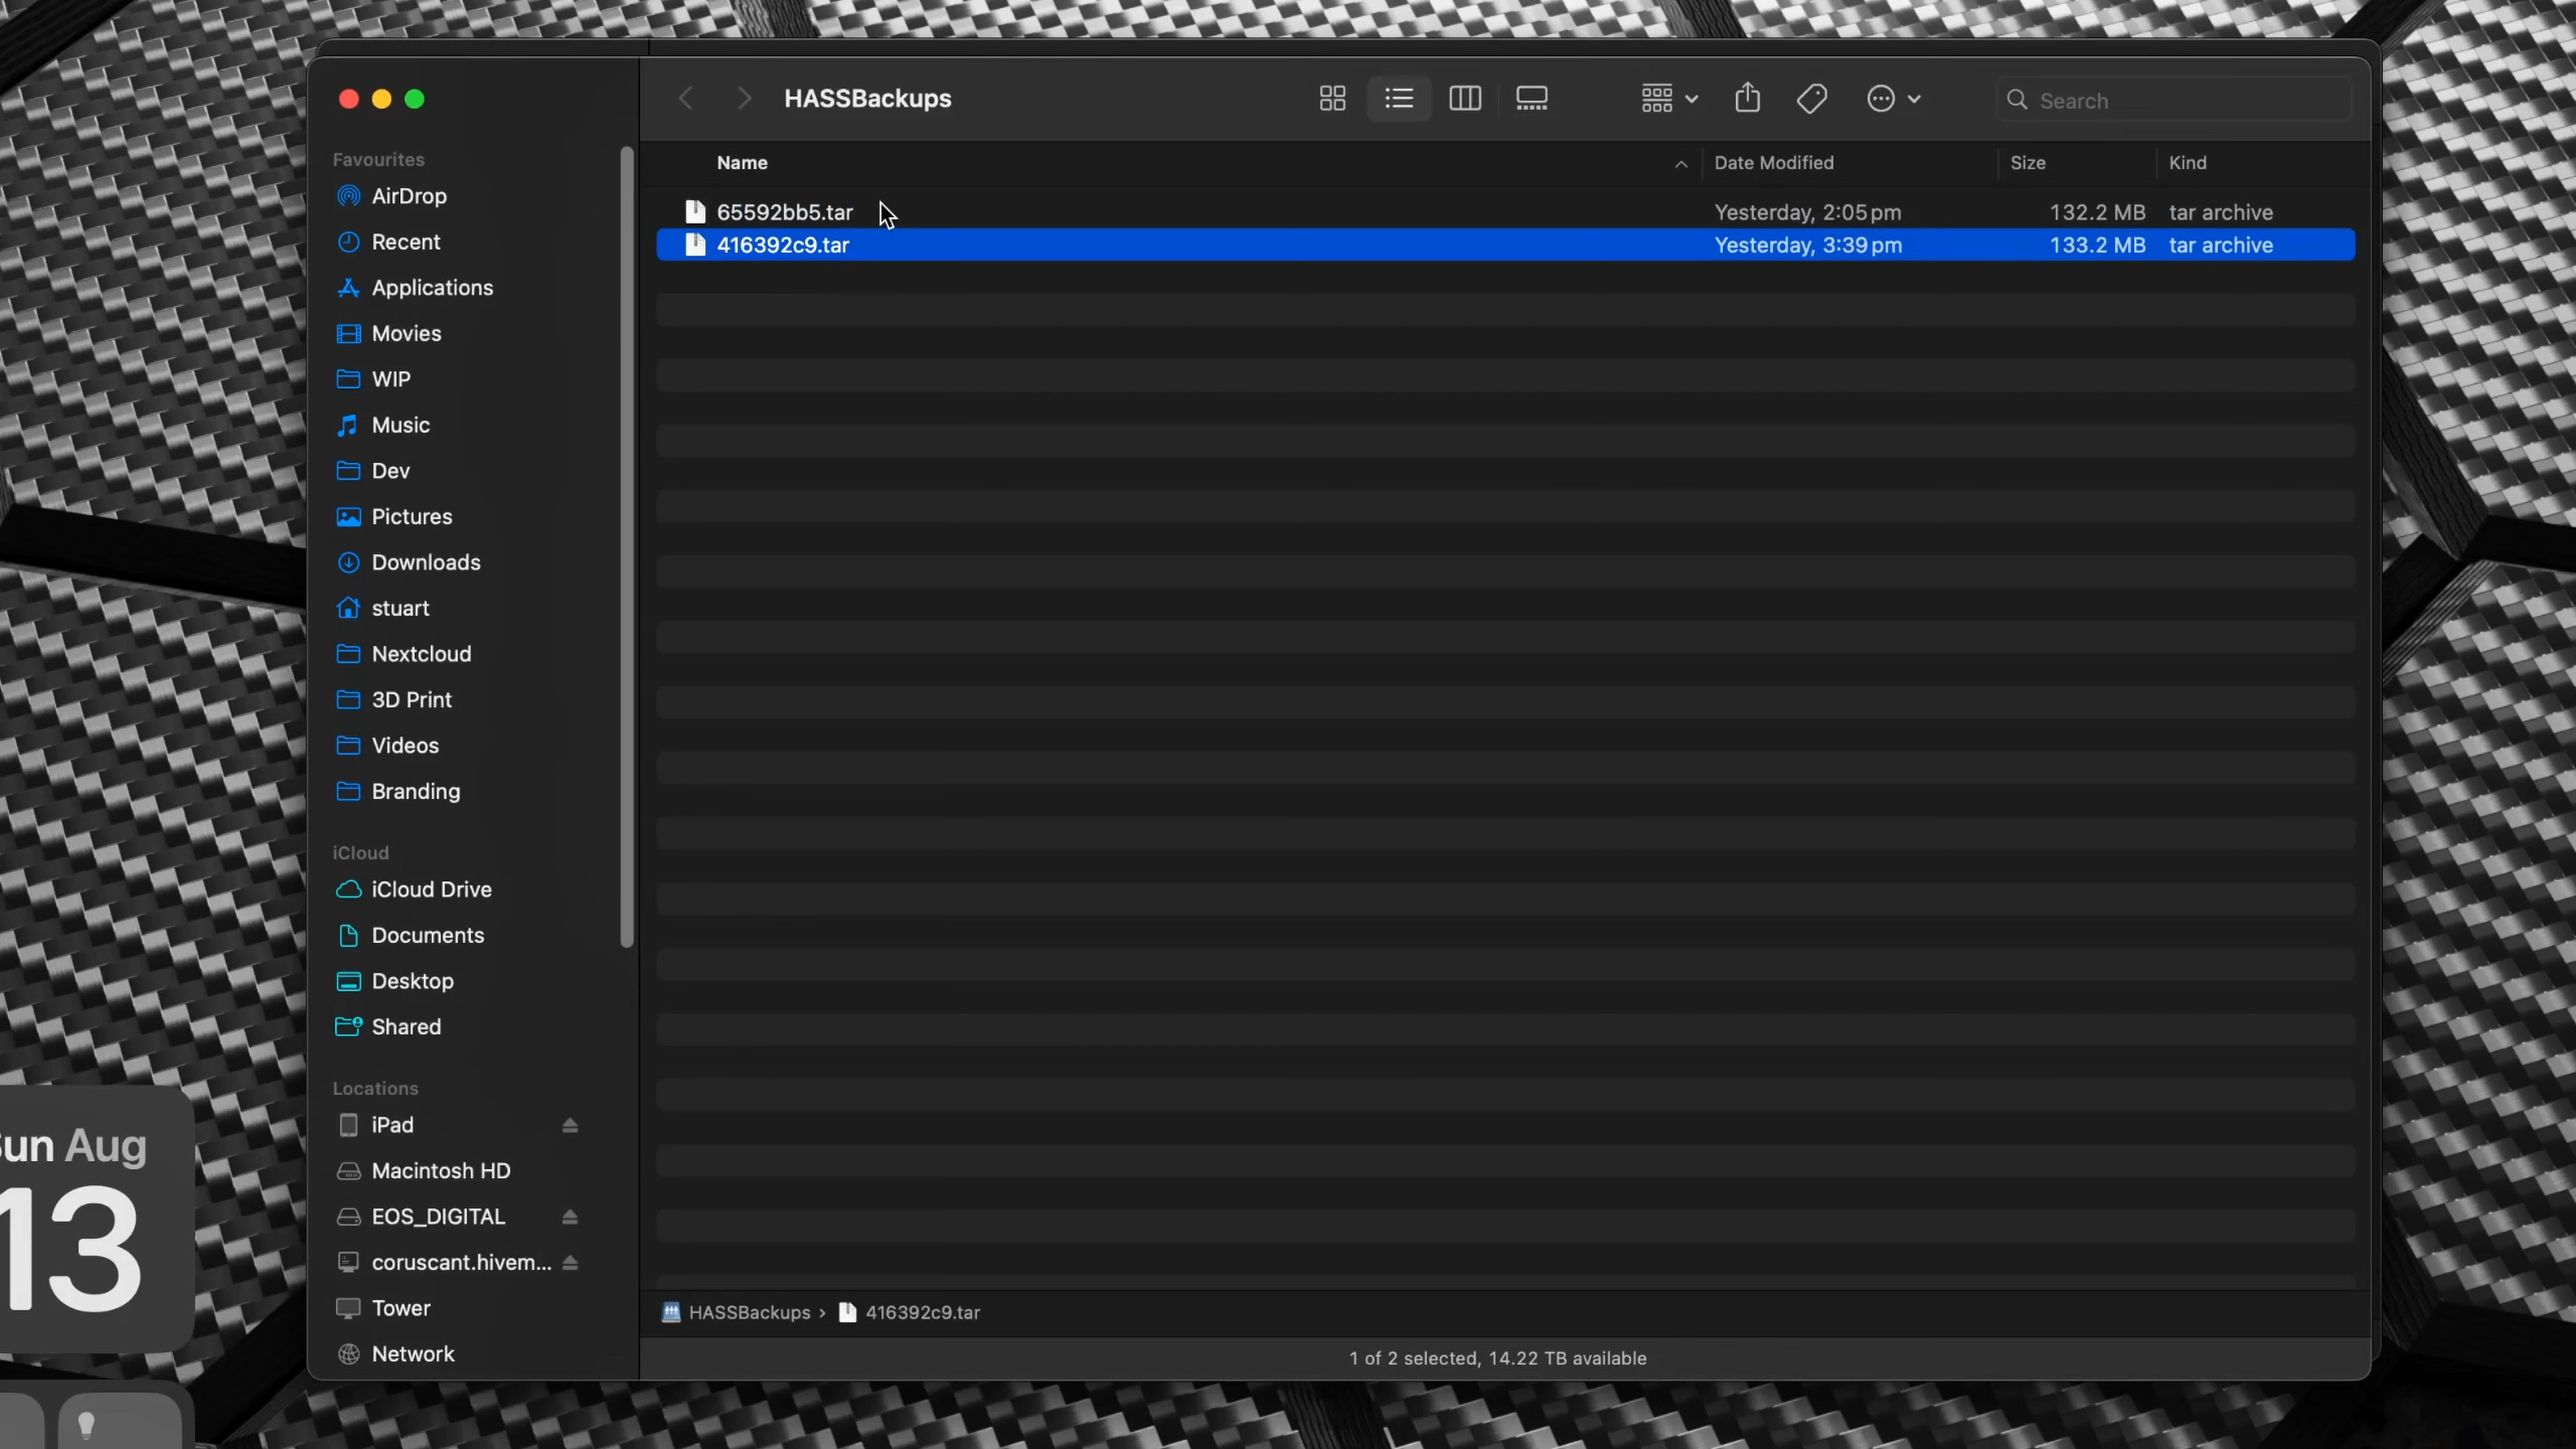 HASSBackups
Search
Favourites
AirDrop
Recent
Applications
Movies
WIP
Music
Dev
Pictures
Downloads
stuart
Nextcloud
3D Print
Videos
Branding
iCloud
iCloud Drive
Documents
Desktop
Shared
Locations
iPad
Macintosh HD
EOS_DIGITAL
coruscant.hivem...
Tower
Network
Name Date Modified Size Kind
65592bb5.tar Yesterday, 2:05 pm 132.2 MB tar archive
416392c9.tar Yesterday, 3:39 pm 133.2 MB tar archive
HASSBackups › 416392c9.tar
1 of 2 selected, 14.22 TB available
Sun Aug
13